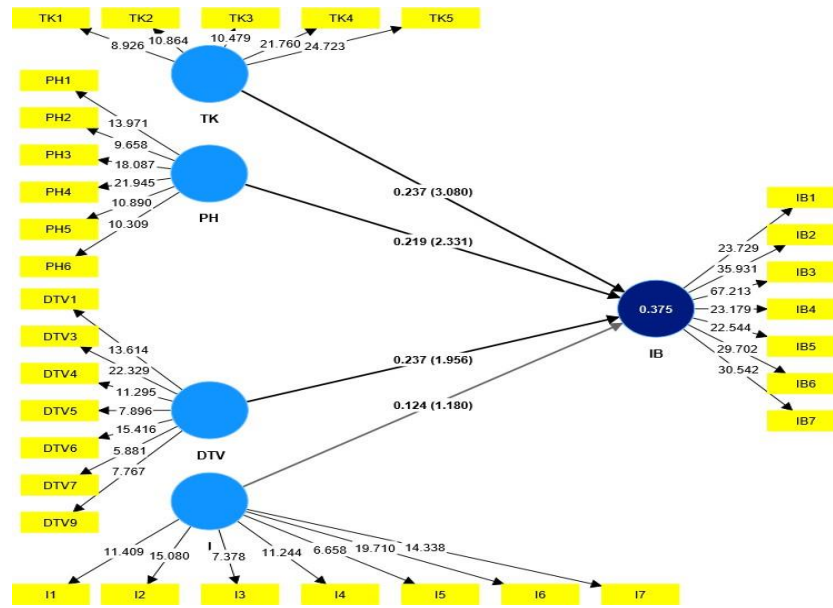 TK1 TK2 TK3 TK4 TK5
8.926 10.864 10.479 21.760 24.723
TK
PH1
PH2
PH3
PH4
PH5
PH6
13.971
9.658
18.087
21.945
10.890
10.309
PH
DTV1
DTV3
DTV4
DTV5
DTV6
DTV7
DTV9
13.614
22.329
11.295
7.896
15.416
5.881
7.767
DTV
I
11.409 15.080 7.378 11.244 6.658 19.710 14.338
I1 I2 I3 I4 I5 I6 I7
0.237 (3.080)
0.219 (2.331)
0.237 (1.956)
0.124 (1.180)
0.375
IB
23.729
35.931
67.213
23.179
22.544
29.702
30.542
IB1
IB2
IB3
IB4
IB5
IB6
IB7